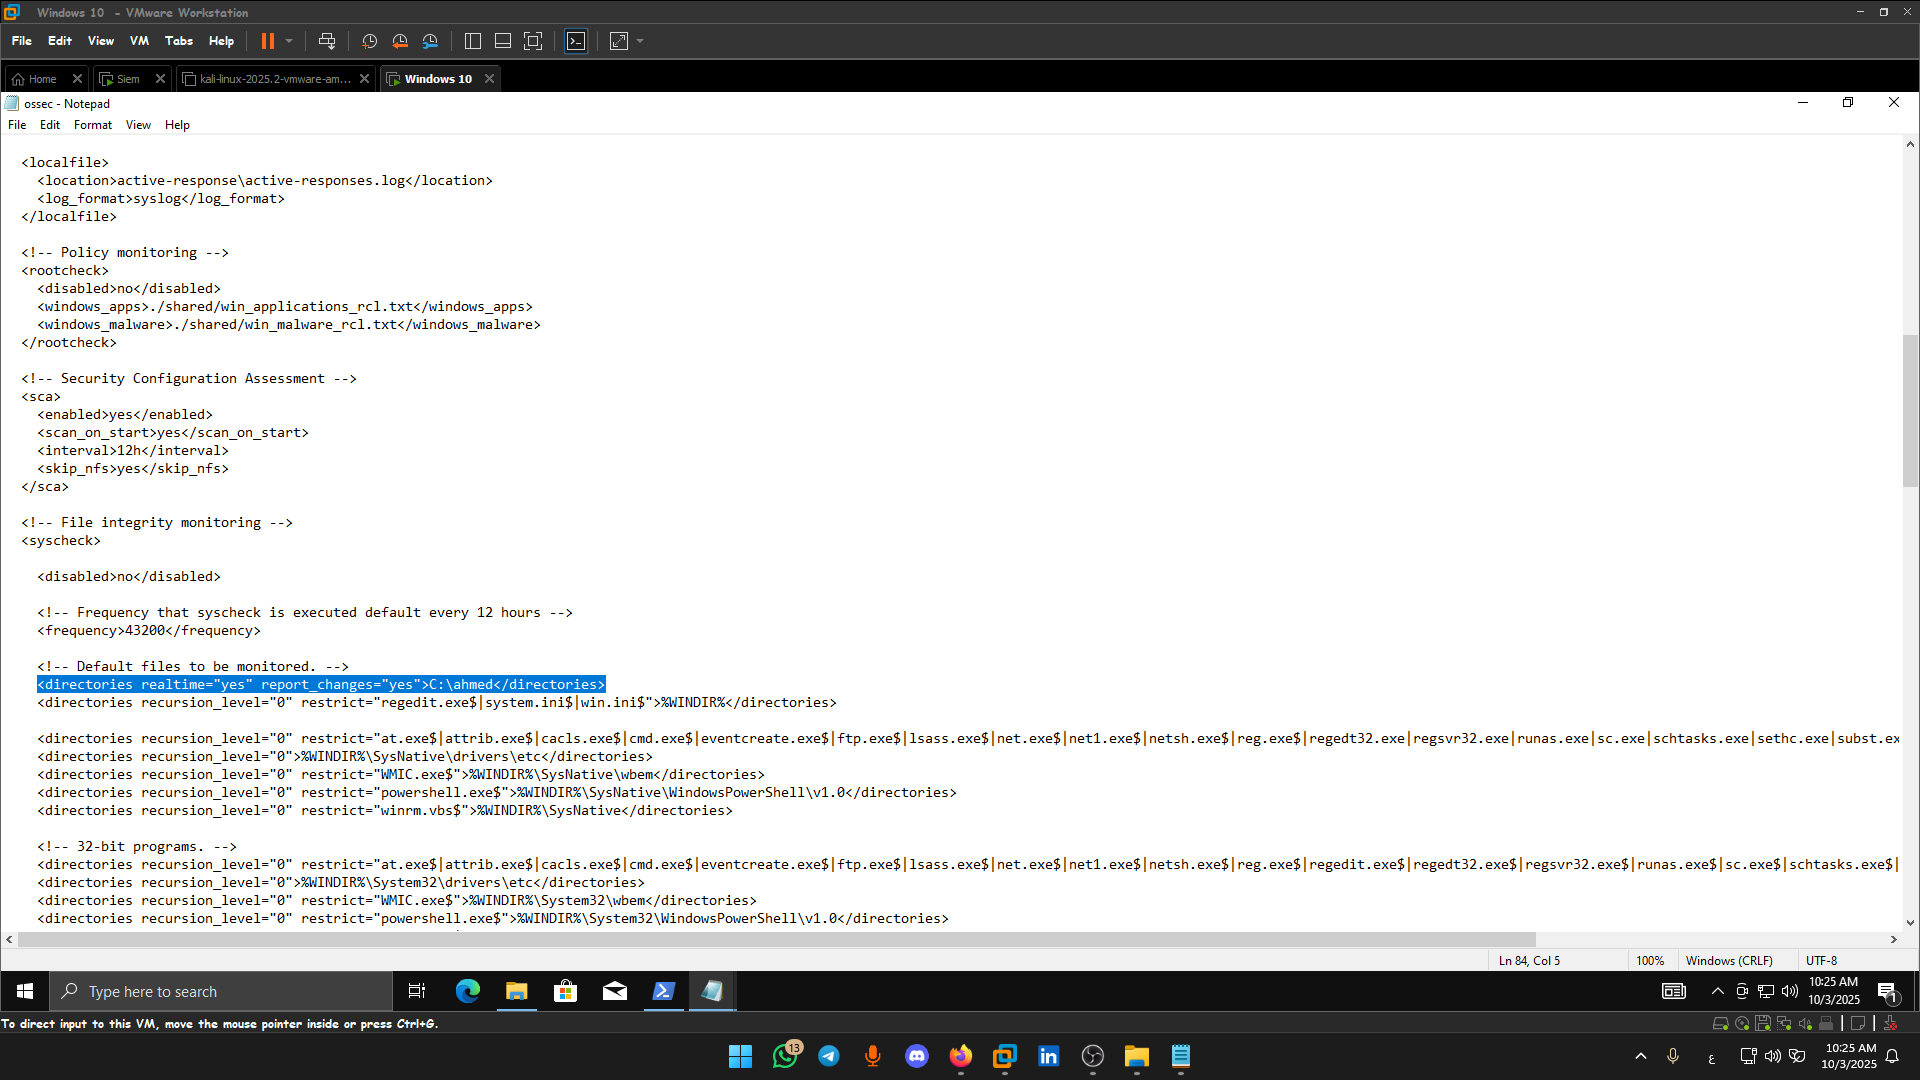 Windows 10 - VMware Workstation
File Edit View VM Tabs Help
Home Siem kali-linux-2025.2-vmware-am... Windows 10
ossec - Notepad
File Edit Format View Help
<localfile>
<location>active-response\active-responses.log</location>
<log_format>syslog</log_format>
</localfile>
<!-- Policy monitoring -->
<rootcheck>
<disabled>no</disabled>
<windows_apps>./shared/win_applications_rcl.txt</windows_apps>
<windows_malware>./shared/win_malware_rcl.txt</windows_malware>
</rootcheck>
<!-- Security Configuration Assessment -->
<sca>
<enabled>yes</enabled>
<scan_on_start>yes</scan_on_start>
<interval>12h</interval>
<skip_nfs>yes</skip_nfs>
</sca>
<!-- File integrity monitoring -->
<syscheck>
<disabled>no</disabled>
<!-- Frequency that syscheck is executed default every 12 hours -->
<frequency>43200</frequency>
<!-- Default files to be monitored. -->
<directories realtime="yes" report_changes="yes">C:\ahmed</directories>
<directories recursion_level="0" restrict="regedit.exe$|system.ini$|win.ini$">%WINDIR%</directories>
<directories recursion_level="0" restrict="at.exe$|attrib.exe$|cacls.exe$|cmd.exe$|eventcreate.exe$|ftp.exe$|lsass.exe$|net.exe$|net1.exe$|netsh.exe$|reg.exe$|regedt32.exe|regsvr32.exe|runas.exe|sc.exe|schtasks.exe|sethc.exe|subst.ex
<directories recursion_level="0">%WINDIR%\SysNative\drivers\etc</directories>
<directories recursion_level="0" restrict="WMIC.exe$">%WINDIR%\SysNative\wbem</directories>
<directories recursion_level="0" restrict="powershell.exe$">%WINDIR%\SysNative\WindowsPowerShell\v1.0</directories>
<directories recursion_level="0" restrict="winrm.vbs$">%WINDIR%\SysNative</directories>
<!-- 32-bit programs. -->
<directories recursion_level="0" restrict="at.exe$|attrib.exe$|cacls.exe$|cmd.exe$|eventcreate.exe$|ftp.exe$|lsass.exe$|net.exe$|net1.exe$|netsh.exe$|reg.exe$|regedit.exe$|regedt32.exe$|regsvr32.exe$|runas.exe$|sc.exe$|schtasks.exe$|
<directories recursion_level="0">%WINDIR%\System32\drivers\etc</directories>
<directories recursion_level="0" restrict="WMIC.exe$">%WINDIR%\System32\wbem</directories>
<directories recursion_level="0" restrict="powershell.exe$">%WINDIR%\System32\WindowsPowerShell\v1.0</directories>
Ln 84, Col 5 100% Windows (CRLF) UTF-8
Type here to search
10:25 AM
10/3/2025
1
To direct input to this VM, move the mouse pointer inside or press Ctrl+G.
13
ع
10:25 AM
10/3/2025